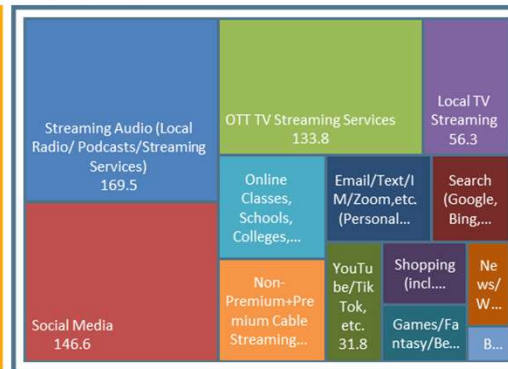 Streaming Audio (Local
Radio/ Podcasts/Streaming
Services)
169.5
Social Media
146.6
OTT TV Streaming Services
133.8
Local TV
Streaming
56.3
Online
Classes,
Schools,
Colleges,...
Email/Text/I
M/Zoom,etc.
(Personal...
Search
(Google,
Bing,...
Non-
Premium+Pre
mium Cable
Streaming...
YouTu
be/Tik
Tok,
etc.
31.8
Shopping
(incl....
Games/Fa
ntasy/Be...
Ne
ws/
W...
B...